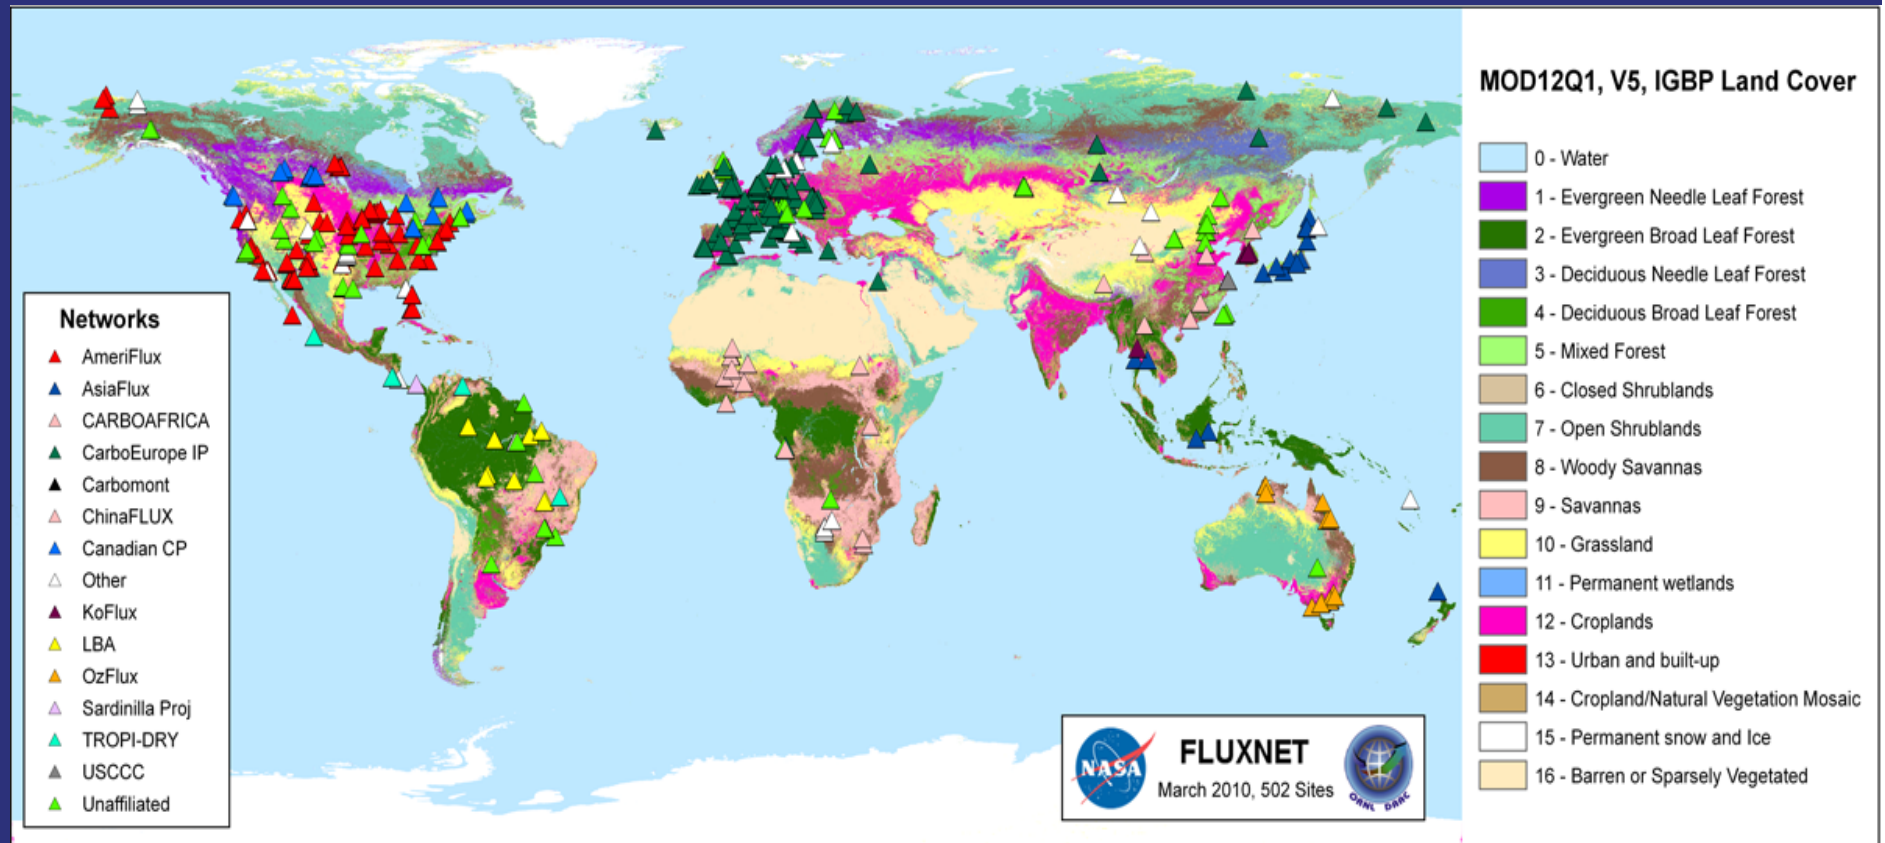 MOD12Q1, V5, IGBP Land Cover
0 - Water
1 - Evergreen Needle Leaf Forest
2 - Evergreen Broad Leaf Forest
3 - Deciduous Needle Leaf Forest
4 - Deciduous Broad Leaf Forest
5 - Mixed Forest
6 - Closed Shrublands
7 - Open Shrublands
8 - Woody Savannas
9 - Savannas
10 - Grassland
11 - Permanent wetlands
12 - Croplands
13 - Urban and built-up
14 - Cropland/Natural Vegetation Mosaic
15 - Permanent snow and Ice
16 - Barren or Sparsely Vegetated
Networks
AmeriFlux
AsiaFlux
CARBOAFRICA
CarboEurope IP
Carbomont
ChinaFLUX
Canadian CP
Other
KoFlux
LBA
OzFlux
Sardinilla Proj
TROPI-DRY
USCCC
Unaffiliated
NASA
FLUXNET
March 2010, 502 Sites
ORNL DAAC